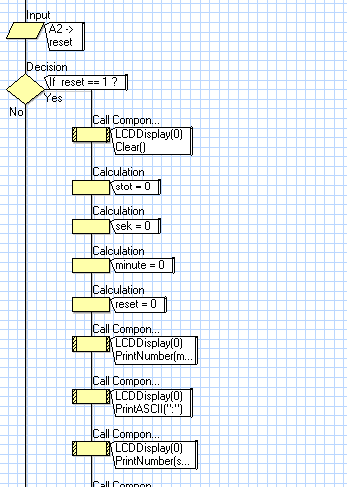 Input
A2 ->
reset
Decision
If reset == 1 ?
Yes
No
Call Compon...
LCDDisplay(0)
Clear()
Calculation
stot = 0
Calculation
sek = 0
Calculation
minute = 0
Calculation
reset = 0
Call Compon...
LCDDisplay(0)
PrintNumber(m...
Call Compon...
LCDDisplay(0)
PrintASCII(":")
Call Compon...
LCDDisplay(0)
PrintNumber(s...
Call Compon...